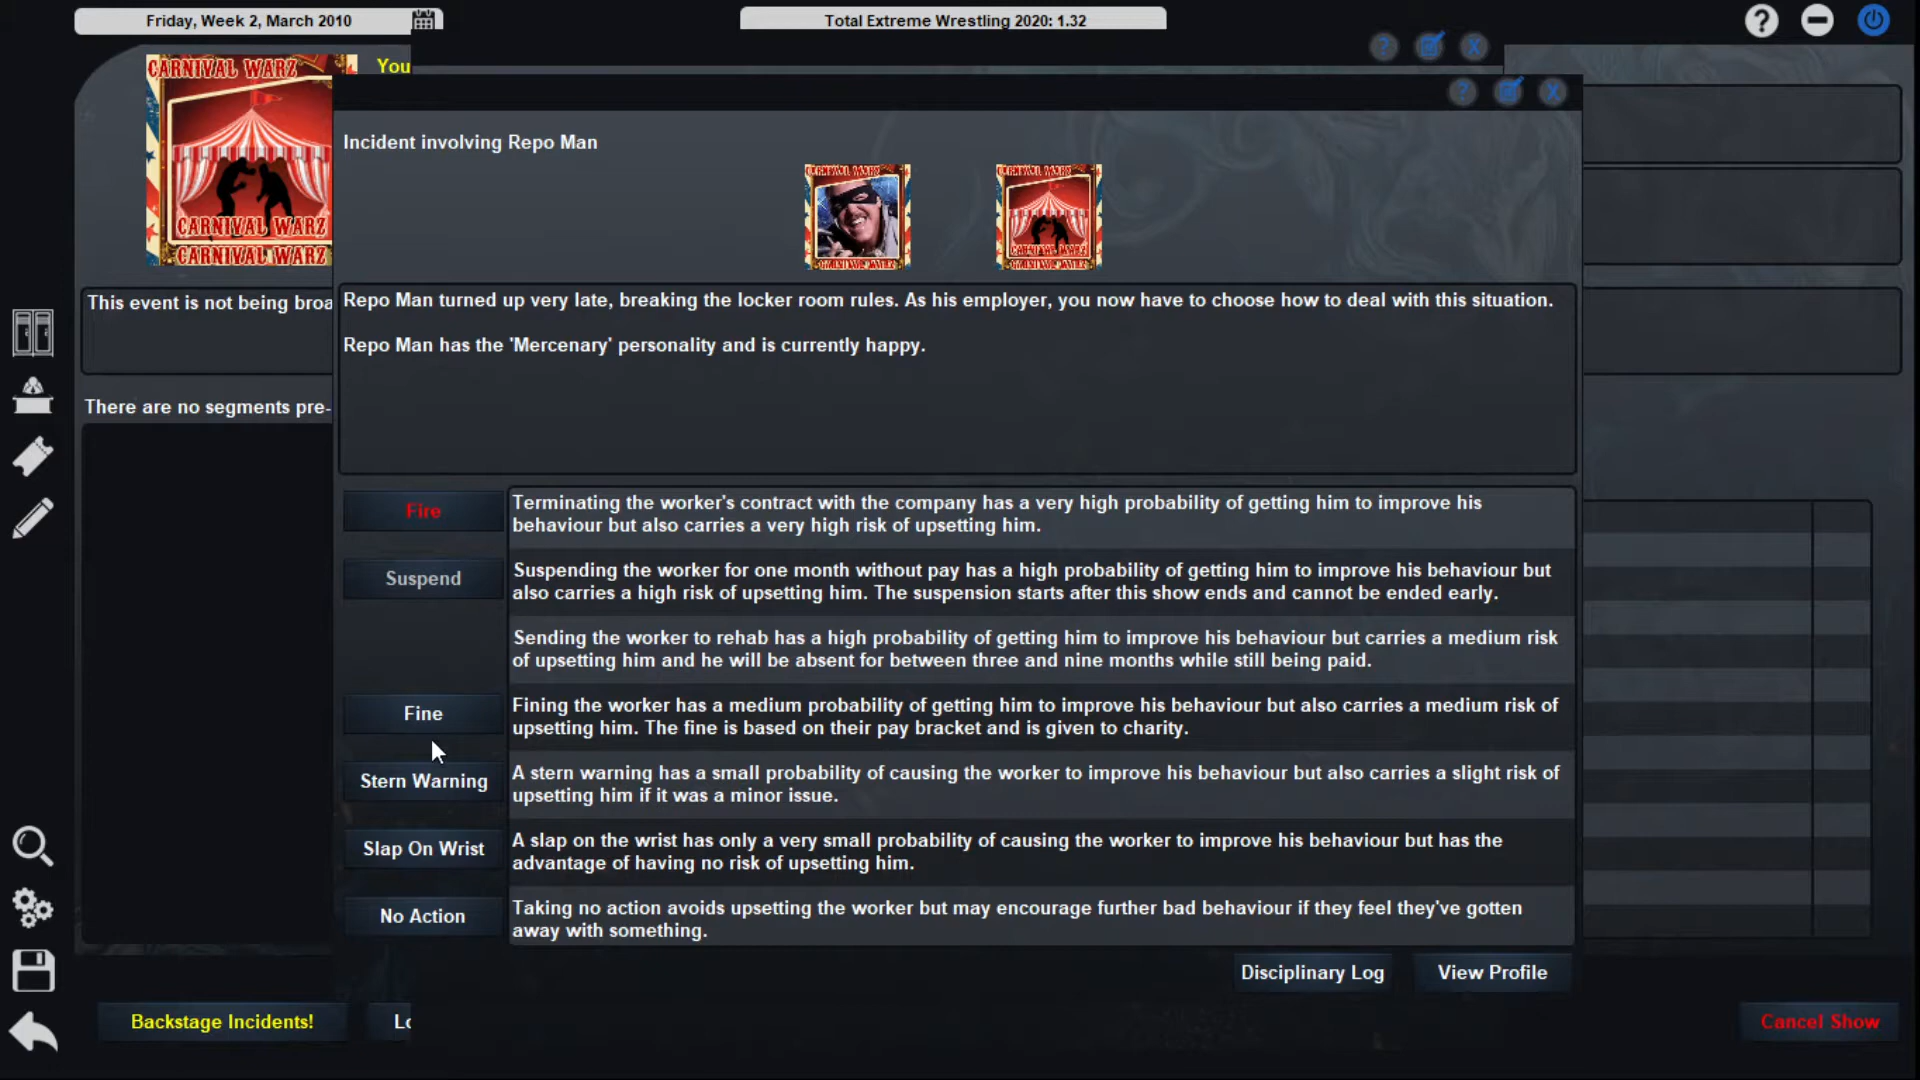 Friday, Week 2, March 2010
Total Extreme Wrestling 2020: 1.32
CARNIVAL WARZ
You
CARNIVAL WARZ
CARNIVAL WARZ
Incident involving Repo Man
CARNIVAL WARZ
CARNIVAL WARZ
CARNIVAL WARZ
CARNIVAL WARZ
CARNIVAL WARZ
This event is not being broa
Repo Man turned up very late, breaking the locker room rules. As his employer, you now have to choose how to deal with this situation.
Repo Man has the 'Mercenary' personality and is currently happy.
There are no segments pre-
Fire
Terminating the worker's contract with the company has a very high probability of getting him to improve his
behaviour but also carries a very high risk of upsetting him.
Suspend
Suspending the worker for one month without pay has a high probability of getting him to improve his behaviour but
also carries a high risk of upsetting him. The suspension starts after this show ends and cannot be ended early.
Sending the worker to rehab has a high probability of getting him to improve his behaviour but carries a medium risk
of upsetting him and he will be absent for between three and nine months while still being paid.
Fine
Fining the worker has a medium probability of getting him to improve his behaviour but also carries a medium risk of
upsetting him. The fine is based on their pay bracket and is given to charity.
Stern Warning
A stern warning has a small probability of causing the worker to improve his behaviour but also carries a slight risk of
upsetting him if it was a minor issue.
Slap On Wrist
A slap on the wrist has only a very small probability of causing the worker to improve his behaviour but has the
advantage of having no risk of upsetting him.
No Action
Taking no action avoids upsetting the worker but may encourage further bad behaviour if they feel they've gotten
away with something.
Disciplinary Log
View Profile
Backstage Incidents!
Lo
Cancel Show